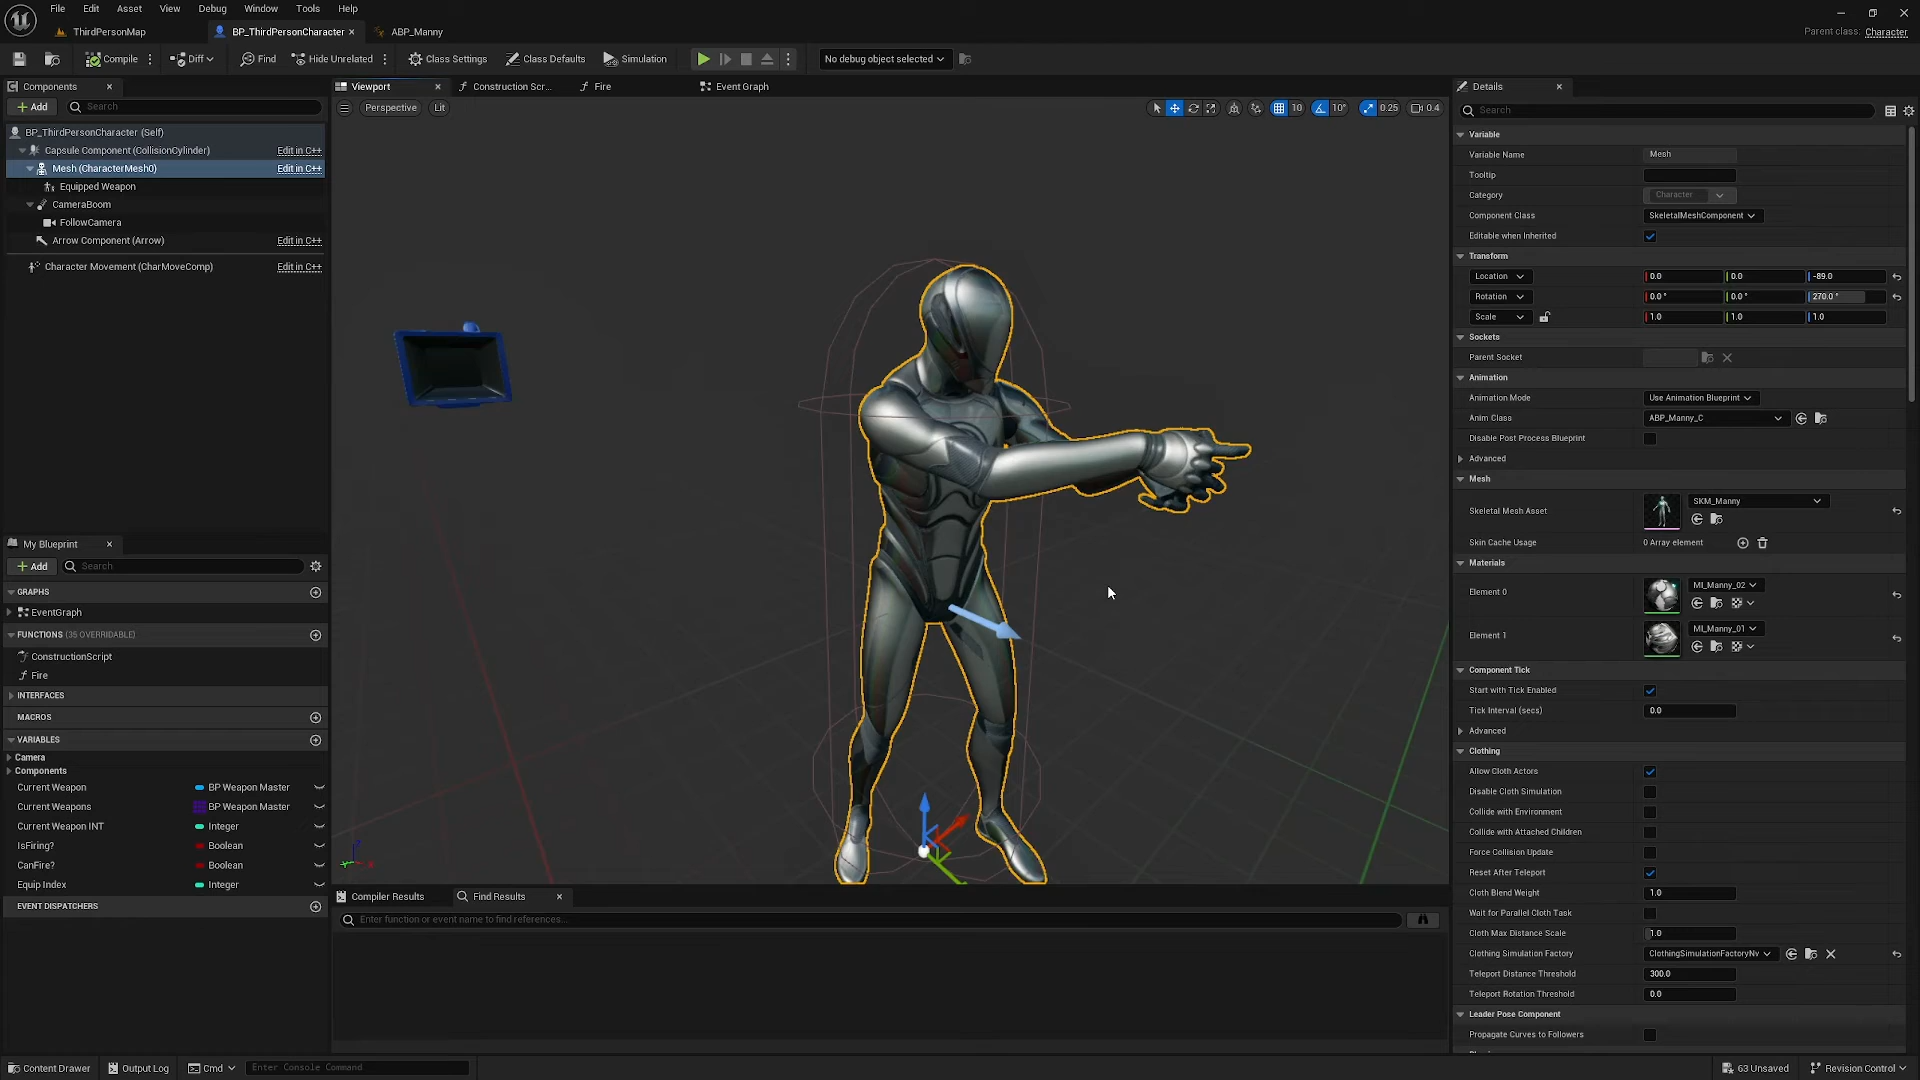 File Edit Asset View Debug Window Tools Help
ThirdPersonMap BP_ThirdPersonCharacter ABP_Manny
Parent class: Character
Compile Diff Find Hide Unrelated Class Settings Class Defaults Simulation No debug object selected
Components
Add Search
BP_ThirdPersonCharacter (Self)
Capsule Component (CollisionCylinder) Edit in C++
Mesh (CharacterMesh0) Edit in C++
Equipped Weapon
CameraBoom
FollowCamera
Arrow Component (Arrow) Edit in C++
Character Movement (CharMoveComp) Edit in C++
My Blueprint
Add Search
GRAPHS
EventGraph
FUNCTIONS (35 OVERRIDABLE)
ConstructionScript
Fire
INTERFACES
MACROS
VARIABLES
Camera
Components
Current Weapon BP Weapon Master
Current Weapons BP Weapon Master
Current Weapon INT Integer
IsFiring? Boolean
CanFire? Boolean
Equip Index Integer
EVENT DISPATCHERS
Viewport Construction Scr... Fire Event Graph
Perspective Lit 10 10° 0.25 0.4
Z
X
Compiler Results Find Results
Enter function or event name to find references...
Details
Search
Variable
Variable Name Mesh
Tooltip
Category Character
Component Class SkeletalMeshComponent
Editable when Inherited
Transform
Location 0.0 0.0 -89.0
Rotation 0.0° 0.0° 270.0°
Scale 1.0 1.0 1.0
Sockets
Parent Socket
Animation
Animation Mode Use Animation Blueprint
Anim Class ABP_Manny_C
Disable Post Process Blueprint
Advanced
Mesh
Skeletal Mesh Asset SKM_Manny
Skin Cache Usage 0 Array element
Materials
Element 0 MI_Manny_02
Element 1 MI_Manny_01
Component Tick
Start with Tick Enabled
Tick Interval (secs) 0.0
Advanced
Clothing
Allow Cloth Actors
Disable Cloth Simulation
Collide with Environment
Collide with Attached Children
Force Collision Update
Reset After Teleport
Cloth Blend Weight 1.0
Wait for Parallel Cloth Task
Cloth Max Distance Scale 1.0
Clothing Simulation Factory ClothingSimulationFactoryNv
Teleport Distance Threshold 300.0
Teleport Rotation Threshold 0.0
Leader Pose Component
Propagate Curves to Followers
Content Drawer Output Log Cmd Enter Console Command 63 Unsaved Revision Control